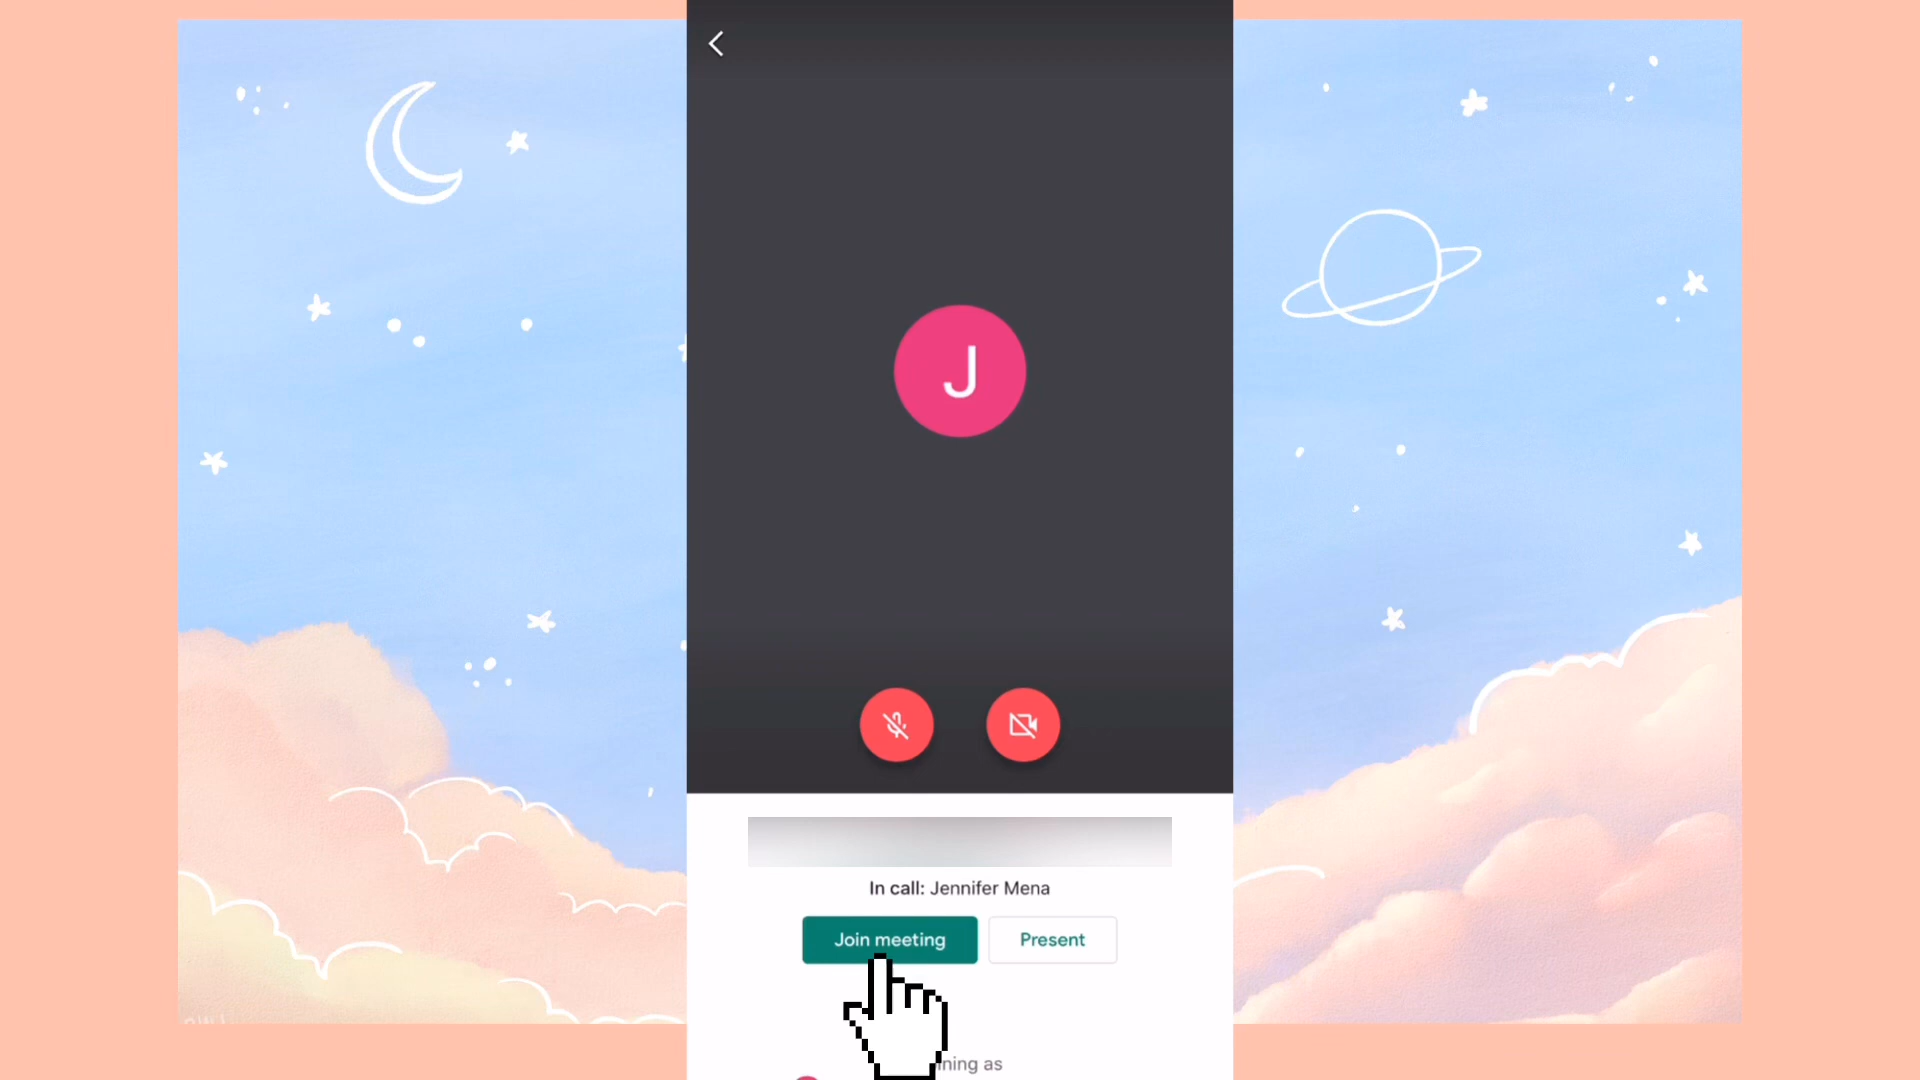 J
In call: Jennifer Mena
Join meeting
Present
ning as